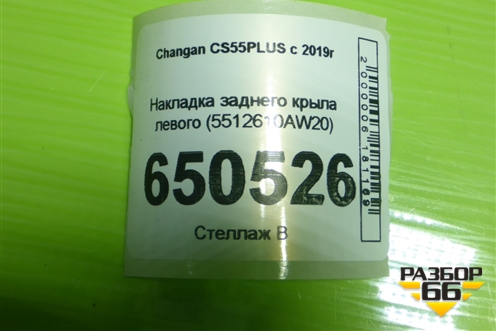 Changan CS55PLUS с 2019г
Накладка заднего крыла
левого (5512610AW20)
650526
Стеллаж В
РАЗБОР
66